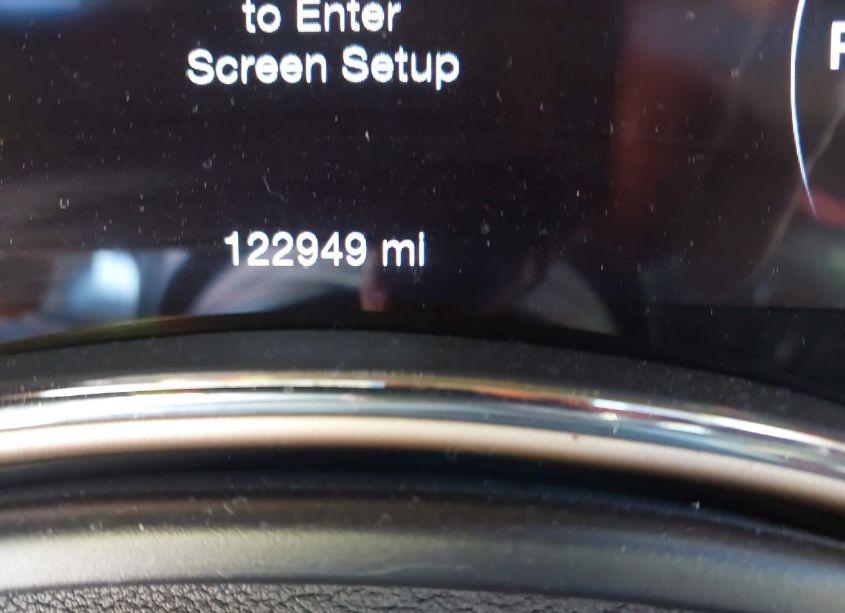 to Enter
Screen Setup
122949 mi